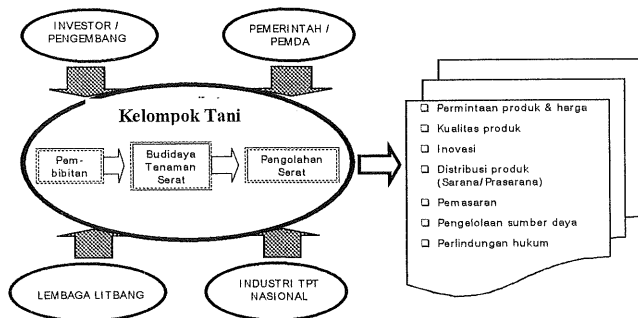 INVESTOR /
PENGEMBANG
PEMERINTAH /
PEMDA
Kelompok Tani
Pem-
bibitan
Budidaya
Tanaman
Serat
Pengolahan
Serat
LEMBAGA LITBANG
INDUSTRI TPT
NASIONAL
Permintaan produk & harga
Kualitas produk
Inovasi
Distribusi produk
(Sarana/Prasarana)
Pemasaran
Pengelolaan sumber daya
Perlindungan hukum